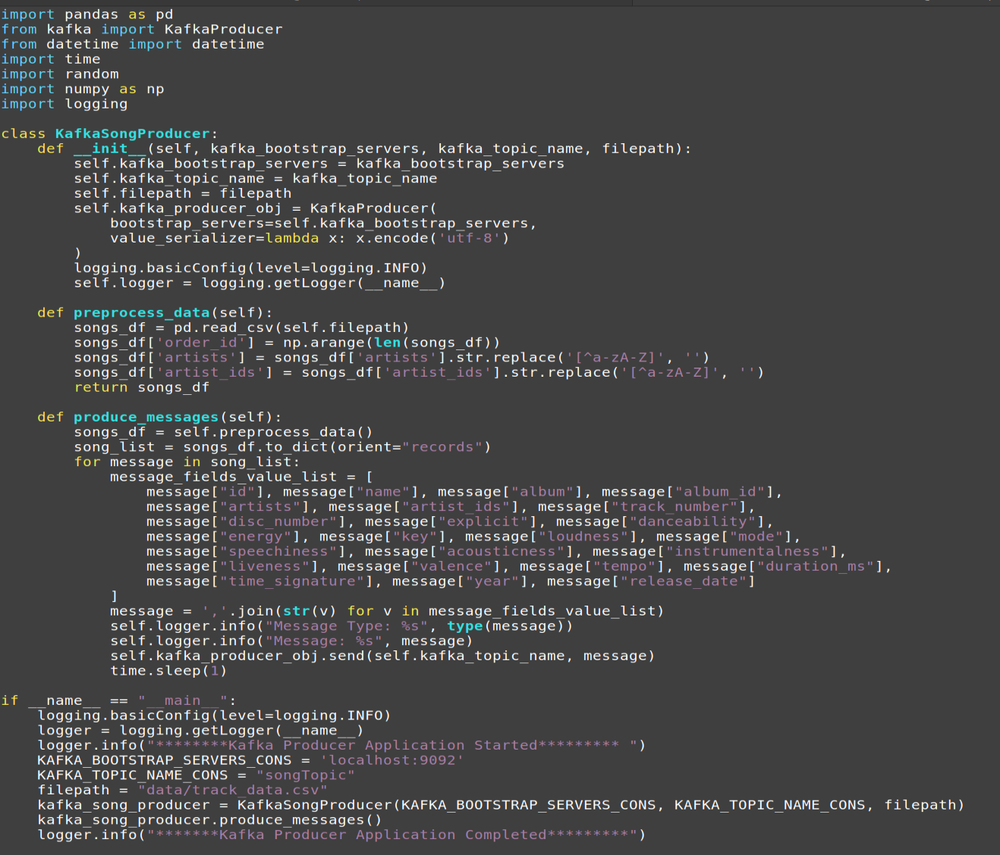 import pandas as pd
from kafka import KafkaProducer
from datetime import datetime
import time
import random
import numpy as np
import logging

class KafkaSongProducer:
    def __init__(self, kafka_bootstrap_servers, kafka_topic_name, filepath):
        self.kafka_bootstrap_servers = kafka_bootstrap_servers
        self.kafka_topic_name = kafka_topic_name
        self.filepath = filepath
        self.kafka_producer_obj = KafkaProducer(
            bootstrap_servers=self.kafka_bootstrap_servers,
            value_serializer=lambda x: x.encode('utf-8')
        )
        logging.basicConfig(level=logging.INFO)
        self.logger = logging.getLogger(__name__)

    def preprocess_data(self):
        songs_df = pd.read_csv(self.filepath)
        songs_df['order_id'] = np.arange(len(songs_df))
        songs_df['artists'] = songs_df['artists'].str.replace('[^a-zA-Z]', '')
        songs_df['artist_ids'] = songs_df['artist_ids'].str.replace('[^a-zA-Z]', '')
        return songs_df

    def produce_messages(self):
        songs_df = self.preprocess_data()
        song_list = songs_df.to_dict(orient="records")
        for message in song_list:
            message_fields_value_list = [
                message["id"], message["name"], message["album"], message["album_id"],
                message["artists"], message["artist_ids"], message["track_number"],
                message["disc_number"], message["explicit"], message["danceability"],
                message["energy"], message["key"], message["loudness"], message["mode"],
                message["speechiness"], message["acousticness"], message["instrumentalness"],
                message["liveness"], message["valence"], message["tempo"], message["duration_ms"],
                message["time_signature"], message["year"], message["release_date"]
            ]
            message = ','.join(str(v) for v in message_fields_value_list)
            self.logger.info("Message Type: %s", type(message))
            self.logger.info("Message: %s", message)
            self.kafka_producer_obj.send(self.kafka_topic_name, message)
            time.sleep(1)

if __name__ == "__main__":
    logging.basicConfig(level=logging.INFO)
    logger = logging.getLogger(__name__)
    logger.info("********Kafka Producer Application Started********* ")
    KAFKA_BOOTSTRAP_SERVERS_CONS = 'localhost:9092'
    KAFKA_TOPIC_NAME_CONS = "songTopic"
    filepath = "data/track_data.csv"
    kafka_song_producer = KafkaSongProducer(KAFKA_BOOTSTRAP_SERVERS_CONS, KAFKA_TOPIC_NAME_CONS, filepath)
    kafka_song_producer.produce_messages()
    logger.info("*******Kafka Producer Application Completed*********")